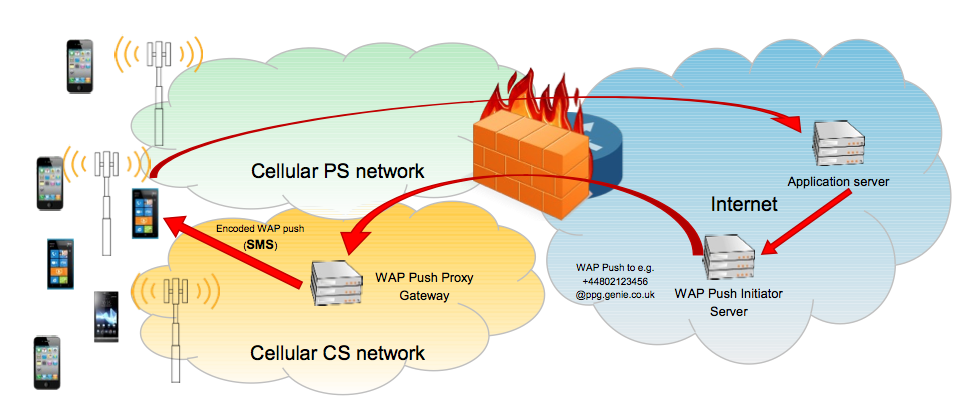 Cellular PS network
Application server
Internet
Encoded WAP push
(SMS)
WAP Push Proxy
Gateway
WAP Push to e.g.
+44802123456
@ppg.genie.co.uk
WAP Push Initiator
Server
Cellular CS network